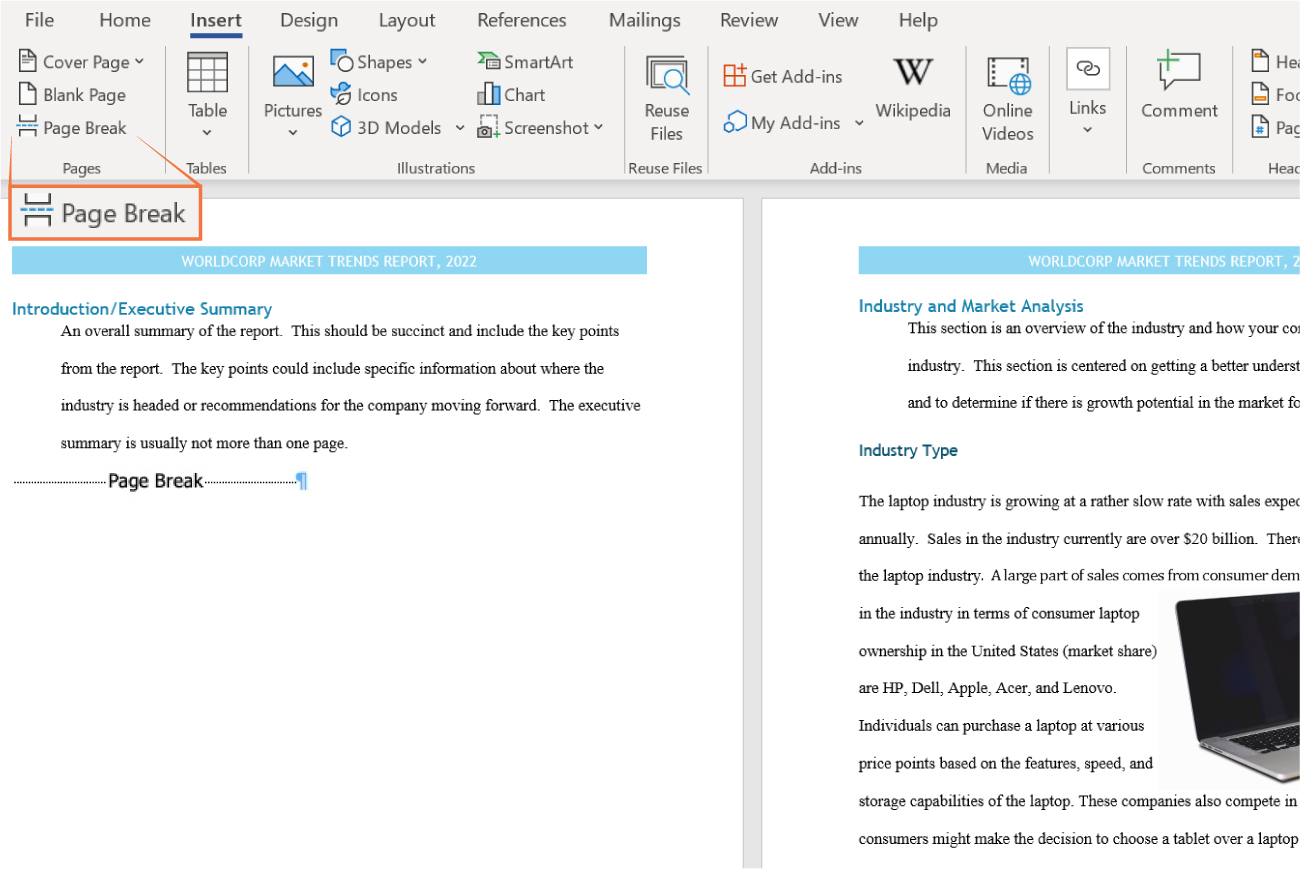 File Home Insert Design Layout References Mailings Review View Help
Cover Page
Blank Page
Page Break
Pages
Table
Tables
Pictures
Shapes
Icons
3D Models
SmartArt
Chart
Screenshot
Illustrations
Reuse
Files
Reuse Files
Get Add-ins
My Add-ins
Wikipedia
Add-ins
Online
Videos
Media
Links
Comment
Comments
Page Break
WORLDCORP MARKET TRENDS REPORT, 2022
Introduction/Executive Summary
An overall summary of the report. This should be succinct and include the key points
from the report. The key points could include specific information about where the
industry is headed or recommendations for the company moving forward. The executive
summary is usually not more than one page.
Page Break ¶
WORLDCORP MARKET TRENDS REPORT,
Industry and Market Analysis
This section is an overview of the industry and how your
industry. This section is centered on getting a better
and to determine if there is growth potential in the market
Industry Type
The laptop industry is growing at a rather slow rate with sales
annually. Sales in the industry currently are over $20 billion.
the laptop industry. A large part of sales comes from consumer
in the industry in terms of consumer laptop
ownership in the United States (market share)
are HP, Dell, Apple, Acer, and Lenovo.
Individuals can purchase a laptop at various
price points based on the features, speed, and
storage capabilities of the laptop. These companies also compete in
consumers might make the decision to choose a tablet over a laptop